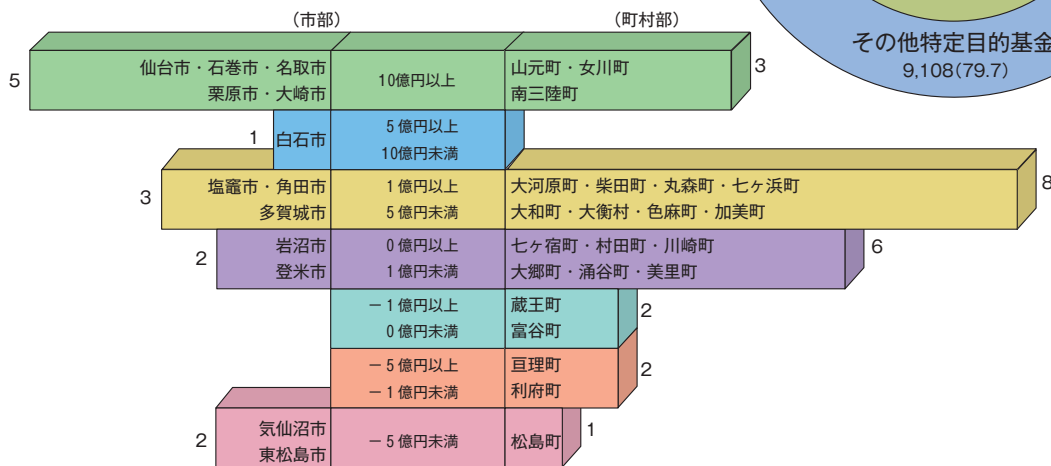 （市部）
（町村部）
その他特定目的基金
9,108(79.7)
5
仙台市・石巻市・名取市
栗原市・大崎市
10億円以上
山元町・女川町
南三陸町
3
1
白石市
5億円以上
10億円未満
3
塩竈市・角田市
多賀城市
1億円以上
5億円未満
大河原町・柴田町・丸森町・七ヶ浜町
大和町・大衡村・色麻町・加美町
8
2
岩沼市
登米市
0億円以上
1億円未満
七ヶ宿町・村田町・川崎町
大郷町・涌谷町・美里町
6
－1億円以上
0億円未満
蔵王町
富谷町
2
－5億円以上
－1億円未満
亘理町
利府町
2
2
気仙沼市
東松島市
－5億円未満
松島町
1